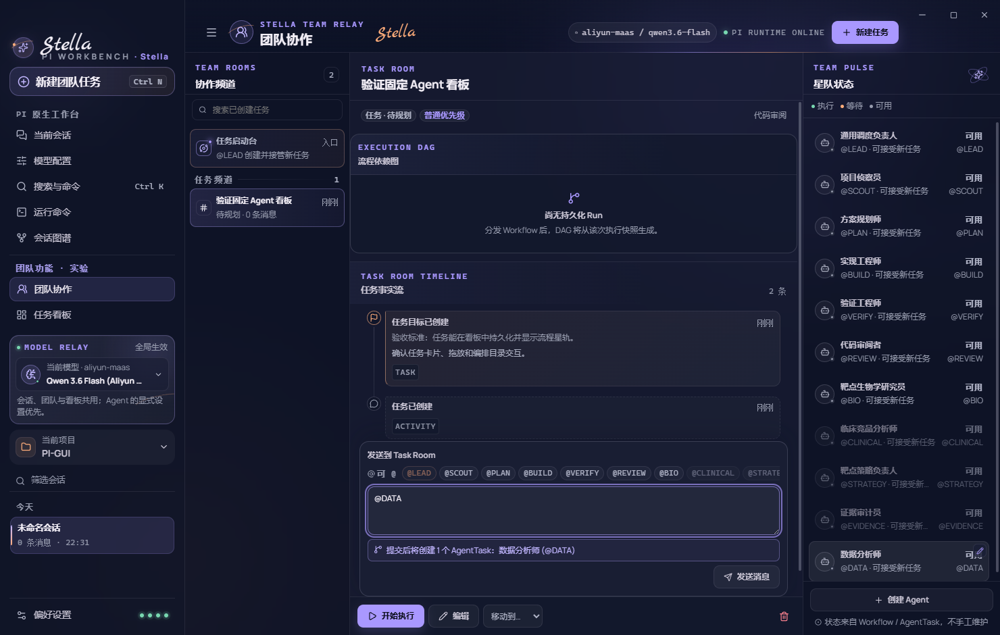 Stella
PI WORKBENCH · Stella
新建团队任务 Ctrl N
PI 原生工作台
当前会话
模型配置
搜索与命令 Ctrl K
运行命令
会话图谱
团队功能 · 实验
团队协作
任务看板
MODEL RELAY 全局生效
当前模型 · aliyun-maas
Qwen 3.6 Flash (Aliyun ...
会话、团队与看板共用；Agent 的显式设
置优先。
当前项目
PI-GUI
筛选会话
今天
未命名会话
0 条消息 · 22:31
偏好设置
STELLA TEAM RELAY
团队协作
Stella
aliyun-maas / qwen3.6-flash
PI RUNTIME ONLINE
新建任务
TEAM ROOMS
协作频道
2
搜索已创建任务
任务启动台 入口
@LEAD 创建并接管新任务
任务频道 1
验证固定 Agent 看板 刚刚
待规划 · 0 条消息
TASK ROOM
验证固定 Agent 看板
任务 · 待规划 普通优先级 代码审阅
EXECUTION DAG
流程依赖图
尚无持久化 Run
分发 Workflow 后，DAG 将从该次执行快照生成。
TASK ROOM TIMELINE
任务事实流
2 条
任务目标已创建 刚刚
验收标准：任务能在看板中持久化并显示流程星轨。
确认任务卡片、拖放和编排目录交互。
TASK
任务已创建 刚刚
ACTIVITY
发送到 Task Room
@可 @ @LEAD @SCOUT @PLAN @BUILD @VERIFY @REVIEW @BIO @CLINICAL @STRATE
@DATA
提交后将创建 1 个 AgentTask：数据分析师 (@DATA)
发送消息
开始执行 编辑 移动到...
TEAM PULSE
星队状态
执行 等待 可用
通用调度负责人 可用
@LEAD · 可接受新任务 @LEAD
项目侦察员 可用
@SCOUT · 可接受新任务 @SCOUT
方案规划师 可用
@PLAN · 可接受新任务 @PLAN
实现工程师 可用
@BUILD · 可接受新任务 @BUILD
验证工程师 可用
@VERIFY · 可接受新任务 @VERIFY
代码审阅者 可用
@REVIEW · 可接受新任务 @REVIEW
靶点生物学研究员 可用
@BIO · 可接受新任务 @BIO
临床竞品分析师 可用
@CLINICAL · 可接受新任务 @CLINICAL
靶点策略负责人 可用
@STRATEGY · 可接受新... @STRATEGY
证据审计员 可用
@EVIDENCE · 可接受新... @EVIDENCE
数据分析师 可用
@DATA · 可接受新任务 @DATA
创建 Agent
状态来自 Workflow / AgentTask，不手工维护